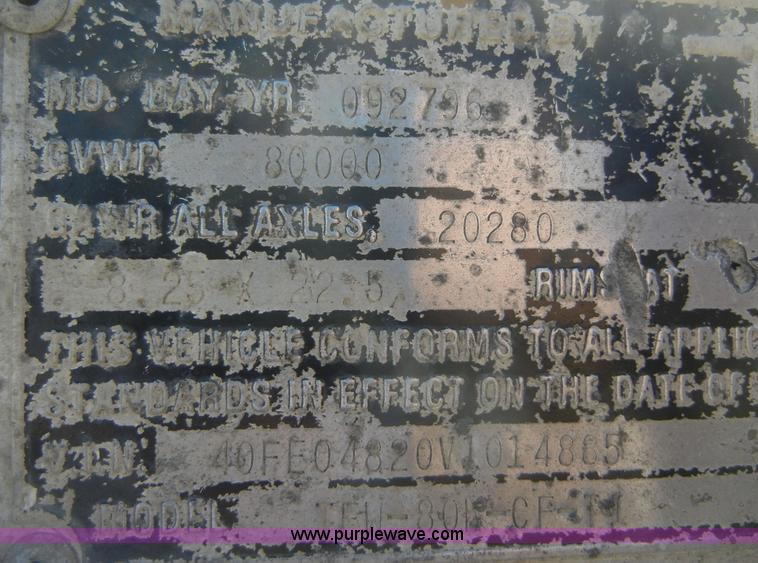 MANUFACTURED BY
MO. DAY YR. 092796
GVWR 80000
GAWR ALL AXLES. 20280
8.25 X 22.5 RIMS AT
THIS VEHICLE CONFORMS TO ALL APPLIC
STANDARDS IN EFFECT ON THE DATE OF
V.I.N. 40FE04820V1014865
MODEL
www.purplewave.com